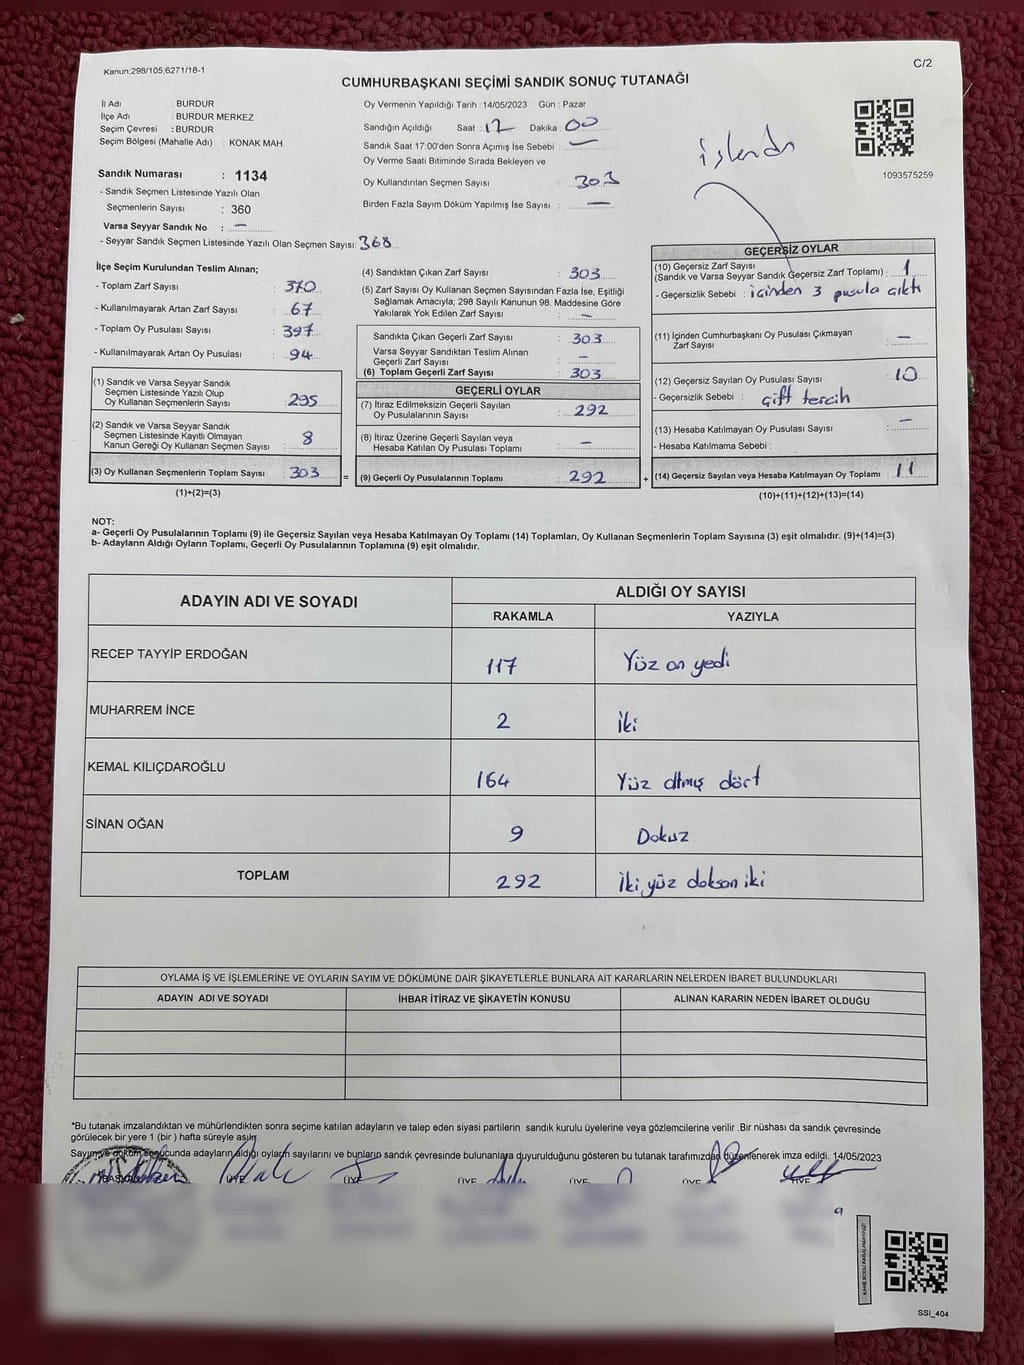 Kanun;298/105;6271/18-1
C/2
CUMHURBAŞKANI SEÇİMİ SANDIK SONUÇ TUTANAĞI
İl Adı : BURDUR
İlçe Adı : BURDUR MERKEZ
Seçim Çevresi : BURDUR
Seçim Bölgesi (Mahalle Adı) : KONAK MAH.
Sandık Numarası : 1134
- Sandık Seçmen Listesinde Yazılı Olan
Seçmenlerin Sayısı : 360
Varsa Seyyar Sandık No : —
- Seyyar Sandık Seçmen Listesinde Yazılı Olan Seçmen Sayısı: 368
Oy Vermenin Yapıldığı Tarih : 14/05/2023 Gün : Pazar
Sandığın Açıldığı Saat : 17 Dakika : 00
Sandık Saat 17:00'den Sonra Açımış İse Sebebi : —
Oy Verme Saati Bitiminde Sırada Bekleyen ve
Oy Kullandırılan Seçmen Sayısı : 303
Birden Fazla Sayım Döküm Yapılmış İse Sayısı : —
işlendi
1093575259
İlçe Seçim Kurulundan Teslim Alınan;
- Toplam Zarf Sayısı : 370
- Kullanılmayarak Artan Zarf Sayısı : 67
- Toplam Oy Pusulası Sayısı : 397
- Kullanılmayarak Artan Oy Pusulası : 94
(1) Sandık ve Varsa Seyyar Sandık
Seçmen Listesinde Yazılı Olup
Oy Kullanan Seçmenlerin Sayısı : 295
(2) Sandık ve Varsa Seyyar Sandık
Seçmen Listesinde Kayıtlı Olmayan
Kanun Gereği Oy Kullanan Seçmen Sayısı : 8
(3) Oy Kullanan Seçmenlerin Toplam Sayısı : 303 =
(1)+(2)=(3)
(4) Sandıktan Çıkan Zarf Sayısı : 303
(5) Zarf Sayısı Oy Kullanan Seçmen Sayısından Fazla İse, Eşitliği
Sağlamak Amacıyla; 298 Sayılı Kanunun 98. Maddesine Göre
Yakılarak Yok Edilen Zarf Sayısı : —
Sandıkta Çıkan Geçerli Zarf Sayısı : 303
Varsa Seyyar Sandıktan Teslim Alınan
Geçerli Zarf Sayısı : —
(6) Toplam Geçerli Zarf Sayısı : 303
GEÇERLİ OYLAR
(7) İtiraz Edilmeksizin Geçerli Sayılan
Oy Pusulalarının Sayısı : 292
(8) İtiraz Üzerine Geçerli Sayılan veya
Hesaba Katılan Oy Pusulası Toplamı : —
(9) Geçerli Oy Pusulalarının Toplamı : 292 +
GEÇERSİZ OYLAR
(10) Geçersiz Zarf Sayısı
(Sandık ve Varsa Seyyar Sandık Geçersiz Zarf Toplamı) : 1
- Geçersizlik Sebebi : içinden 3 pusula çıktı
(11) İçinden Cumhurbaşkanı Oy Pusulası Çıkmayan
Zarf Sayısı : —
(12) Geçersiz Sayılan Oy Pusulası Sayısı : 10
- Geçersizlik Sebebi : çift tercih
(13) Hesaba Katılmayan Oy Pusulası Sayısı : —
- Hesaba Katılmama Sebebi :
(14) Geçersiz Sayılan veya Hesaba Katılmayan Oy Toplamı : 11
(10)+(11)+(12)+(13)=(14)
NOT:
a- Geçerli Oy Pusulalarının Toplamı (9) ile Geçersiz Sayılan veya Hesaba Katılmayan Oy Toplamı (14) Toplamları, Oy Kullanan Seçmenlerin Toplam Sayısına (3) eşit olmalıdır. (9)+(14)=(3)
b- Adayların Aldığı Oyların Toplamı, Geçerli Oy Pusulalarının Toplamına (9) eşit olmalıdır.
ADAYIN ADI VE SOYADI ALDIĞI OY SAYISI
RAKAMLA YAZIYLA
RECEP TAYYİP ERDOĞAN 117 Yüz on yedi
MUHARREM İNCE 2 İki
KEMAL KILIÇDAROĞLU 164 Yüz altmış dört
SİNAN OĞAN 9 Dokuz
TOPLAM 292 İki yüz doksan iki
OYLAMA İŞ VE İŞLEMLERİNE VE OYLARIN SAYIM VE DÖKÜMÜNE DAİR ŞİKAYETLERLE BUNLARA AİT KARARLARIN NELERDEN İBARET BULUNDUKLARI
ADAYIN ADI VE SOYADI İHBAR İTİRAZ VE ŞİKAYETİN KONUSU ALINAN KARARIN NEDEN İBARET OLDUĞU
*Bu tutanak imzalandıktan ve mühürlendikten sonra seçime katılan adayların ve talep eden siyasi partilerin sandık kurulu üyelerine veya gözlemcilerine verilir .Bir nüshası da sandık çevresinde
görülecek bir yere 1 (bir ) hafta süreyle asılır.
Sayım ve döküm sonucunda adayların aldığı oyların sayılarını ve bunların sandık çevresinde bulunanlara duyurulduğunu gösteren bu tutanak tarafımızdan düzenlenerek imza edildi. 14/05/2023
ÜYE ÜYE ÜYE ÜYE ÜYE ÜYE
KARE KODU KARALAMAYINIZ!
SSI_404